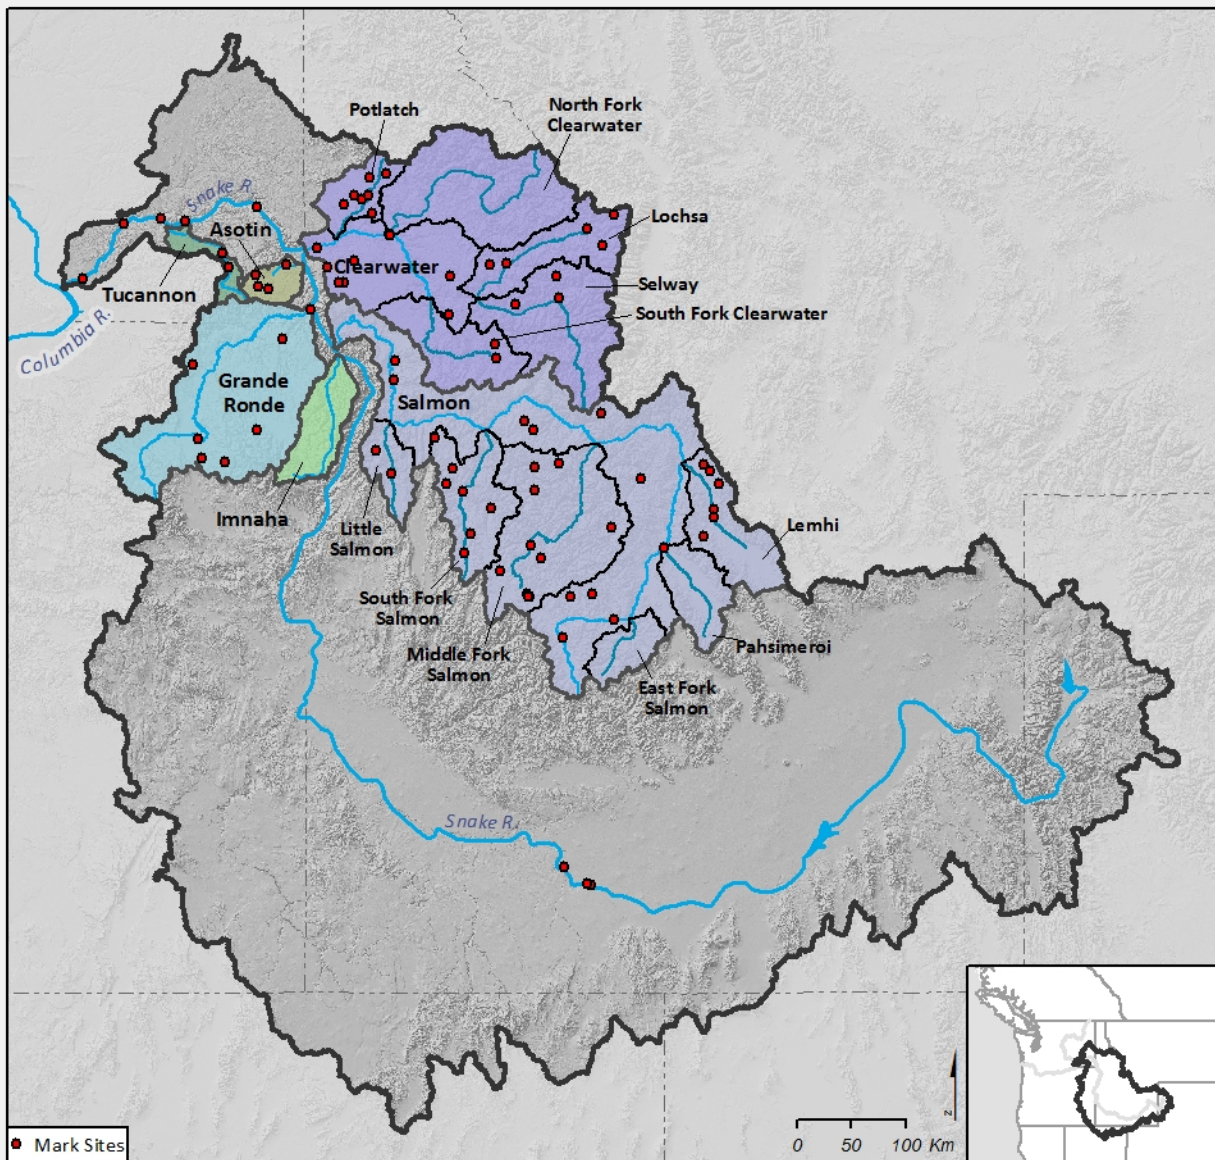 Potlatch
North Fork
Clearwater
Snake R.
Lochsa
Asotin
Clearwater
Selway
Tucannon
South Fork Clearwater
Columbia R.
Grande
Ronde
Salmon
Imnaha
Little
Salmon
Lemhi
South Fork
Salmon
Middle Fork
Salmon
Pahsimeroi
East Fork
Salmon
Snake R.
N
0 50 100 Km
Mark Sites